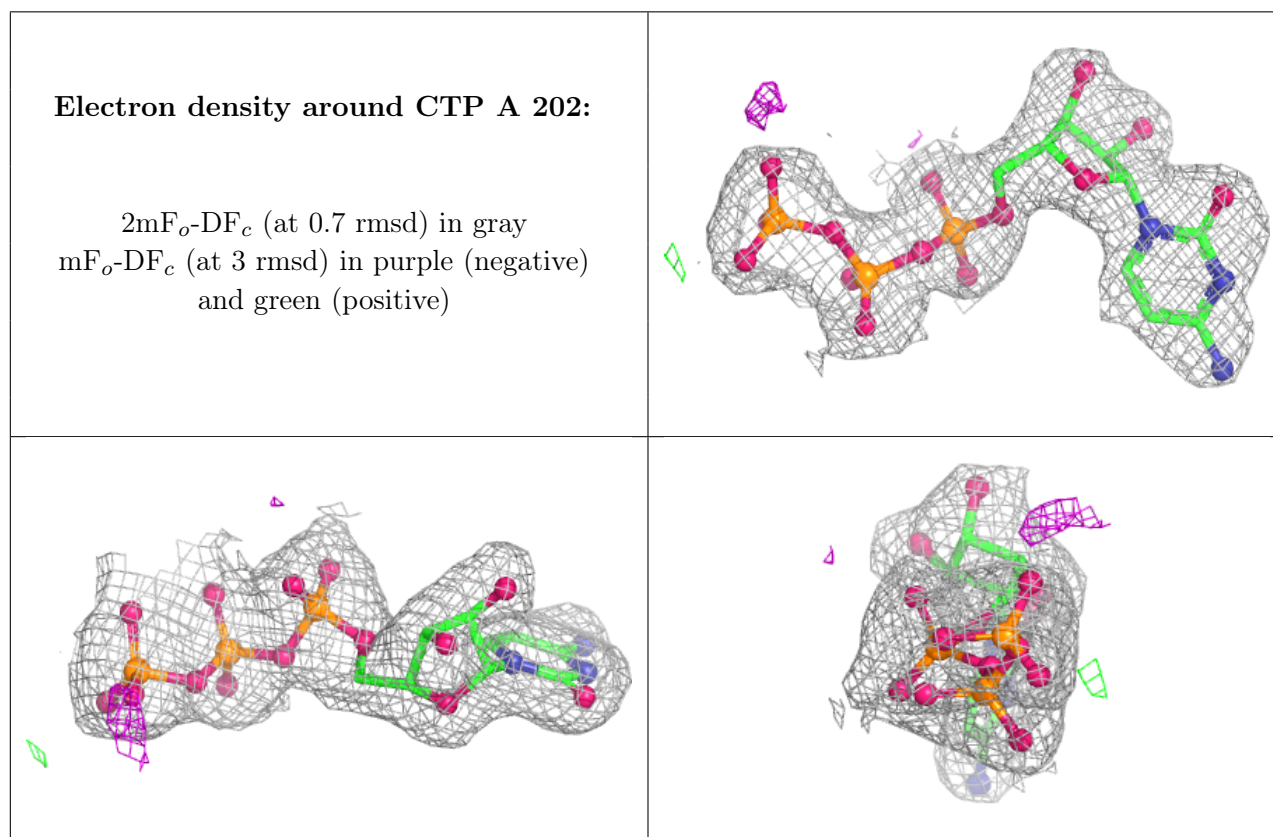 Electron density around CTP A 202:
2mFo-DFc (at 0.7 rmsd) in gray
mFo-DFc (at 3 rmsd) in purple (negative)
and green (positive)